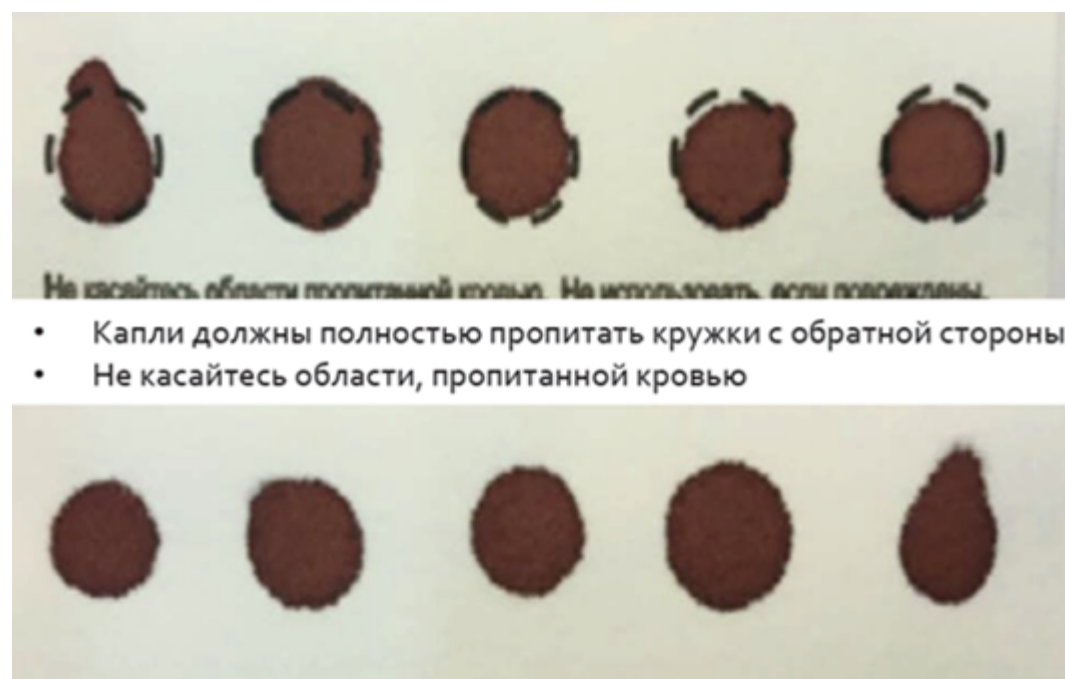 Не касайтесь области пропитанной кровью. Не использовать, если повреждены.
• Капли должны полностью пропитать кружки с обратной стороны
• Не касайтесь области, пропитанной кровью